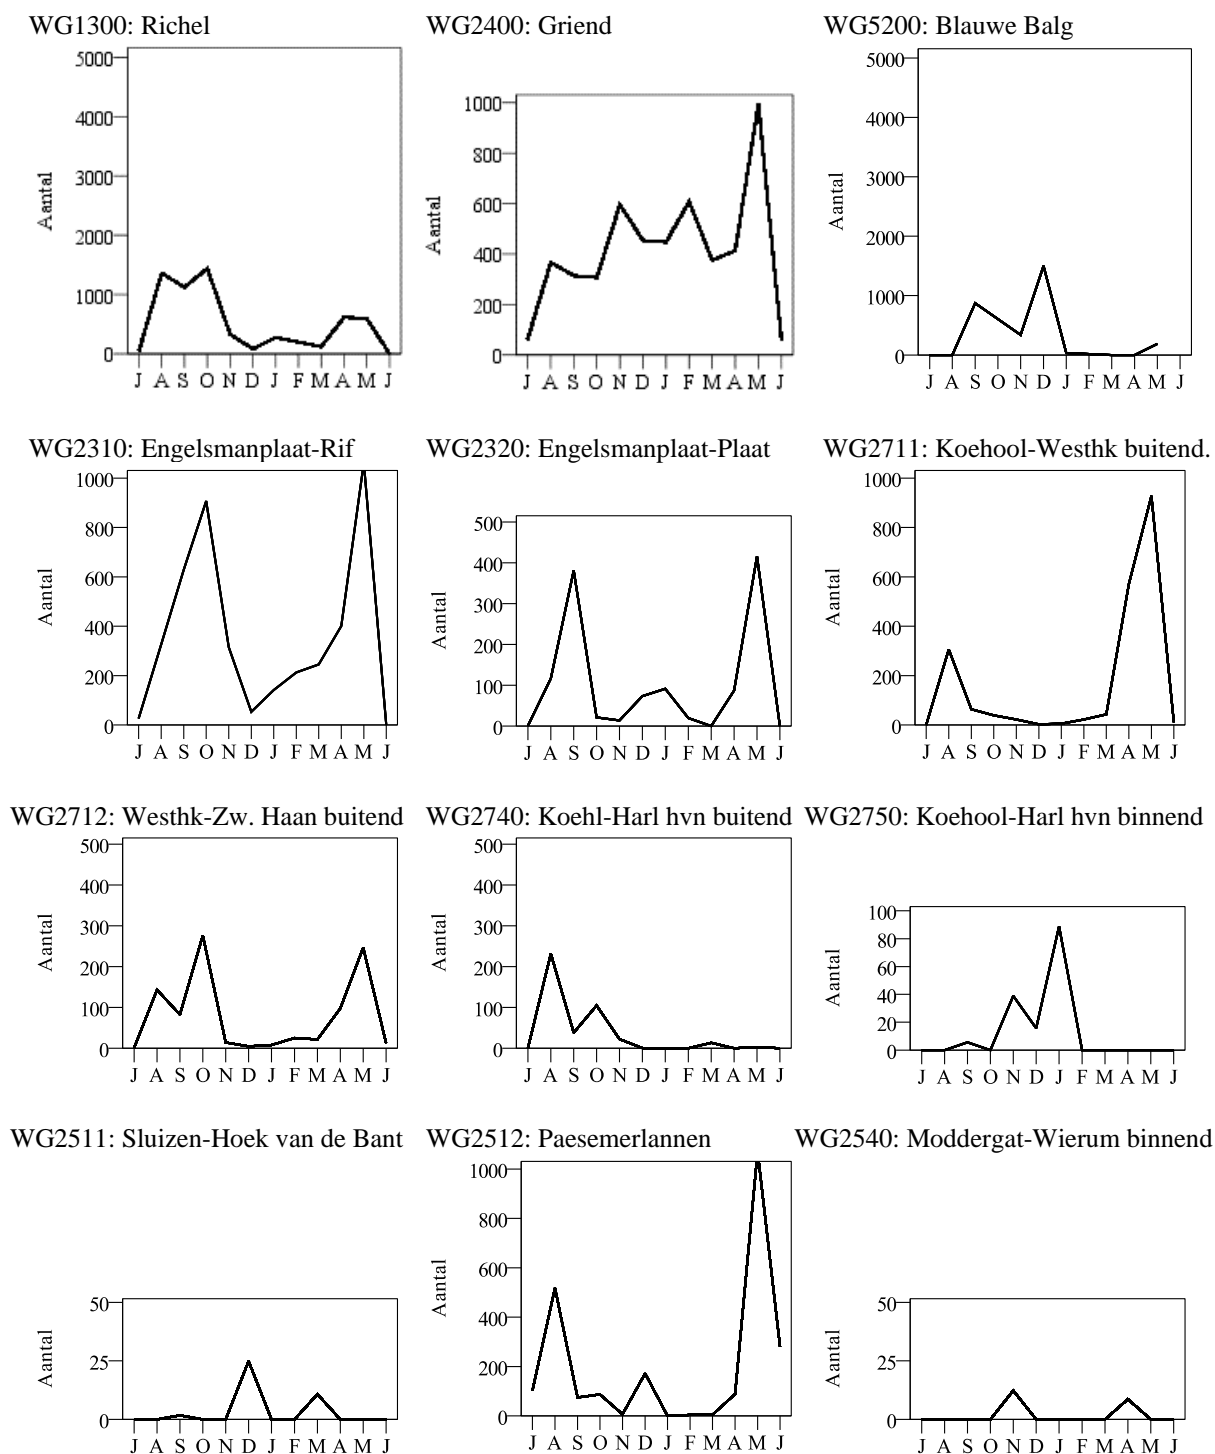 WG1300: Richel WG2400: Griend WG5200: Blauwe Balg
Aantal
5000
4000
3000
2000
1000
0
J A S O N D J F M A M J
Aantal
1000
800
600
400
200
0
J A S O N D J F M A M J
Aantal
5000
4000
3000
2000
1000
0
J A S O N D J F M A M J
WG2310: Engelsmanplaat-Rif WG2320: Engelsmanplaat-Plaat WG2711: Koehool-Westhk buitend.
Aantal
1000
800
600
400
200
0
J A S O N D J F M A M J
Aantal
500
400
300
200
100
0
J A S O N D J F M A M J
Aantal
1000
800
600
400
200
0
J A S O N D J F M A M J
WG2712: Westhk-Zw. Haan buitend WG2740: Koehl-Harl hvn buitend WG2750: Koehool-Harl hvn binnend
Aantal
500
400
300
200
100
0
J A S O N D J F M A M J
Aantal
500
400
300
200
100
0
J A S O N D J F M A M J
Aantal
100
80
60
40
20
0
J A S O N D J F M A M J
WG2511: Sluizen-Hoek van de Bant WG2512: Paesemerlannen WG2540: Moddergat-Wierum binnend
Aantal
50
25
0
J A S O N D J F M A M J
Aantal
1000
800
600
400
200
0
J A S O N D J F M A M J
Aantal
50
25
0
J A S O N D J F M A M J